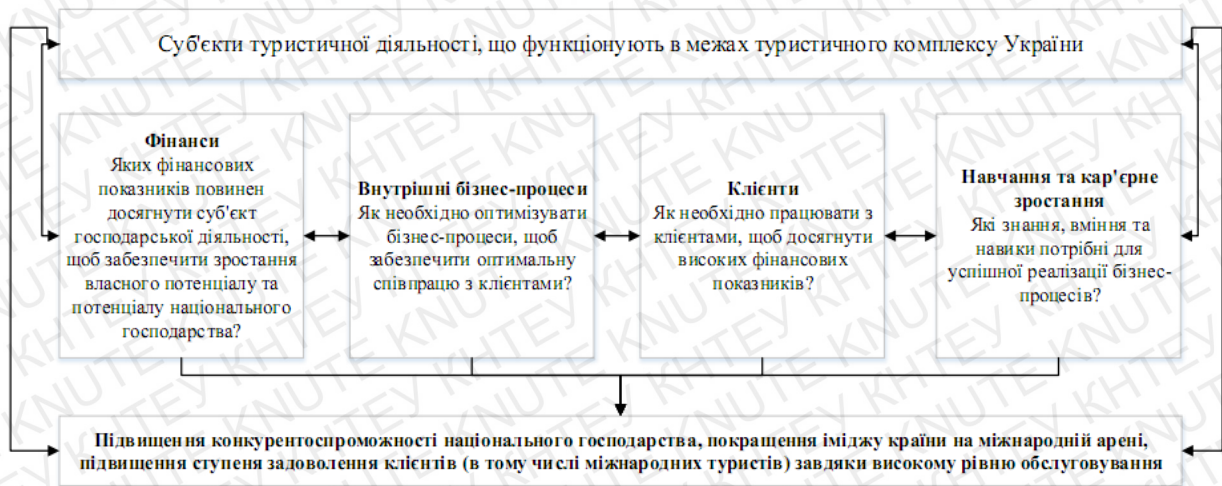 Суб'єкти туристичної діяльності, що функціонують в межах туристичного комплексу України
Фінанси
Яких фінансових
показників повинен
досягнути суб'єкт
господарської діяльності,
щоб забезпечити зростання
власного потенціалу та
потенціалу національного
господарства?
Внутрішні бізнес-процеси
Як необхідно оптимізувати
бізнес-процеси, щоб
забезпечити оптимальну
співпрацю з клієнтами?
Клієнти
Як необхідно працювати з
клієнтами, щоб досягнути
високих фінансових
показників?
Навчання та кар'єрне
зростання
Які знання, вміння та
навики потрібні для
успішної реалізації бізнес-
процесів?
Підвищення конкурентоспроможності національного господарства, покращення іміджу країни на міжнародній арені,
підвищення ступеня задоволення клієнтів (в тому числі міжнародних туристів) завдяки високому рівню обслуговування